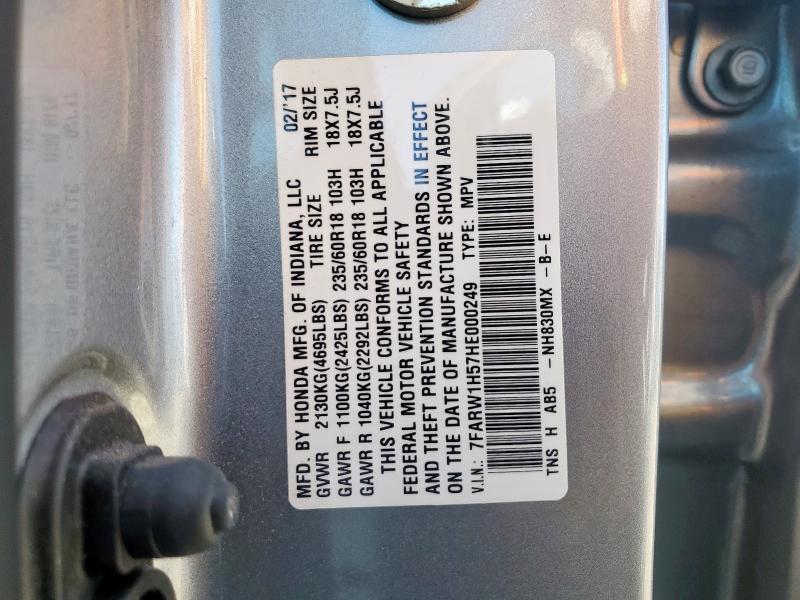 MFD. BY HONDA MFG. OF INDIANA, LLC 02/'17
GVWR 2130KG(4695LBS) TIRE SIZE RIM SIZE
GAWR F 1100KG(2425LBS) 235/60R18 103H 18X7.5J
GAWR R 1040KG(2292LBS) 235/60R18 103H 18X7.5J
THIS VEHICLE CONFORMS TO ALL APPLICABLE
FEDERAL MOTOR VEHICLE SAFETY
AND THEFT PREVENTION STANDARDS IN EFFECT
ON THE DATE OF MANUFACTURE SHOWN ABOVE.
V.I.N.: 7FARW1H57HE000249 TYPE: MPV
TNS H AB5 -NH830MX -B-E